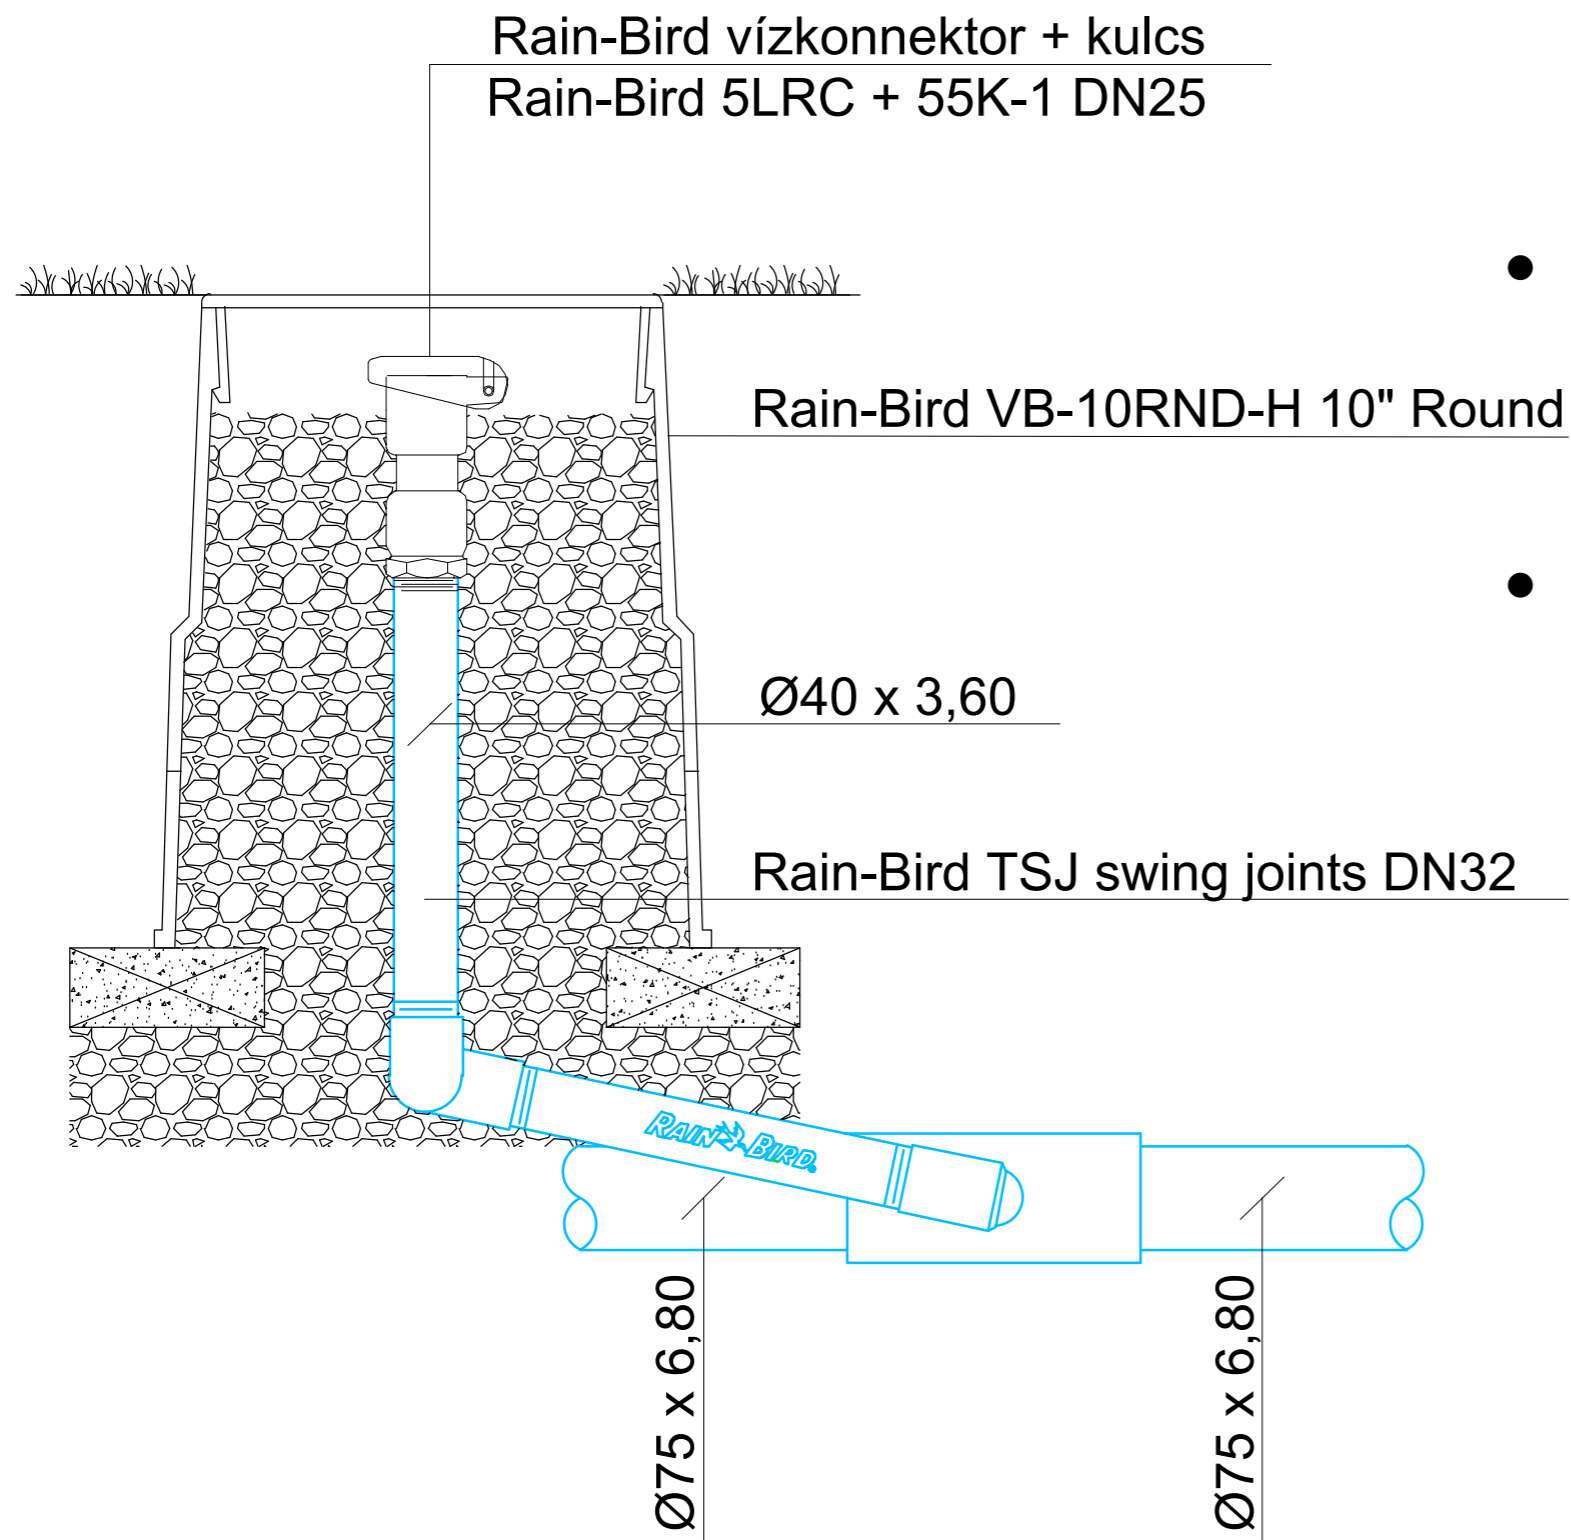 Rain-Bird vízkonnektor + kulcs
Rain-Bird 5LRC + 55K-1 DN25
Rain-Bird VB-10RND-H 10" Round
Ø40 x 3,60
Rain-Bird TSJ swing joints DN32
RAIN BIRD
Ø75 x 6,80
Ø75 x 6,80